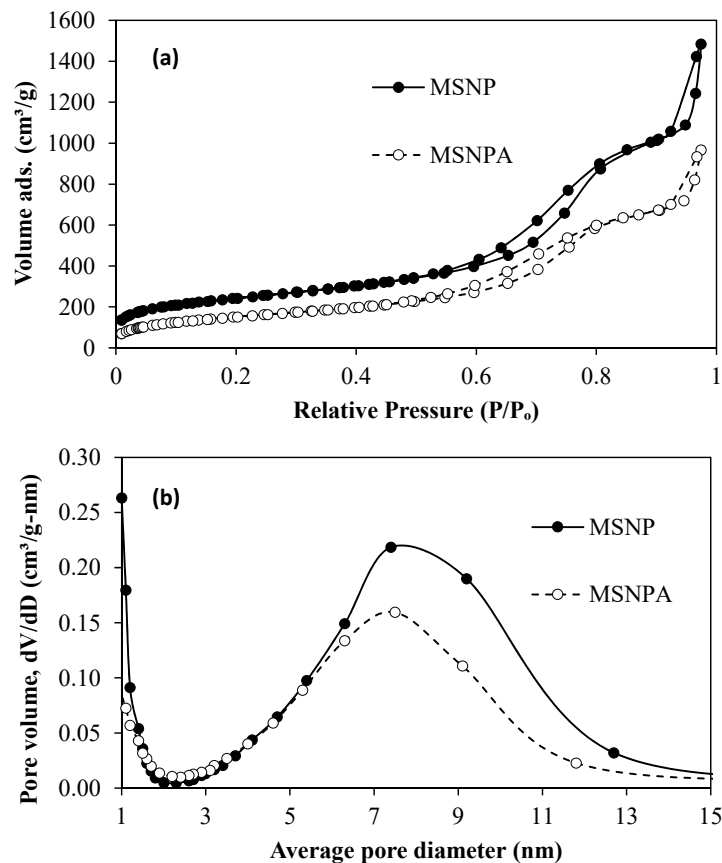 1600
1400
1200
1000
800
600
400
200
0
Volume ads. (cm³/g)
(a)
MSNP
MSNPA
0 0.2 0.4 0.6 0.8 1
Relative Pressure (P/Pₒ)
0.30
0.25
0.20
0.15
0.10
0.05
0.00
Pore volume, dV/dD (cm³/g-nm)
(b)
MSNP
MSNPA
1 3 5 7 9 11 13 15
Average pore diameter (nm)